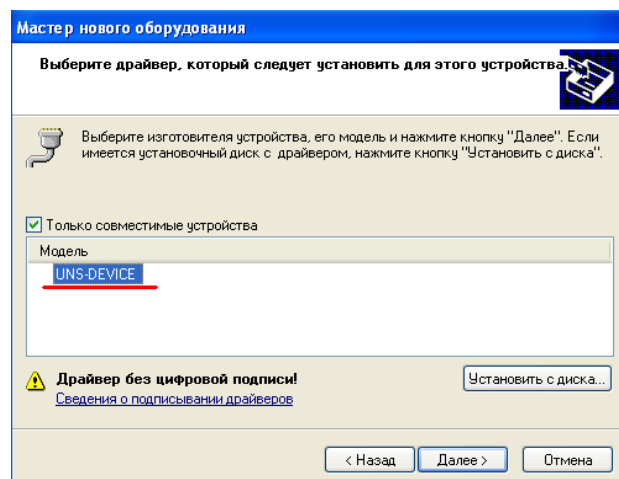 Мастер нового оборудования
Выберите драйвер, который следует установить для этого устройства.
Выберите изготовителя устройства, его модель и нажмите кнопку "Далее". Если
имеется установочный диск с драйвером, нажмите кнопку "Установить с диска".
Только совместимые устройства
Модель
UNS-DEVICE
Драйвер без цифровой подписи!
Установить с диска...
Сведения о подписывании драйверов
< Назад
Далее >
Отмена